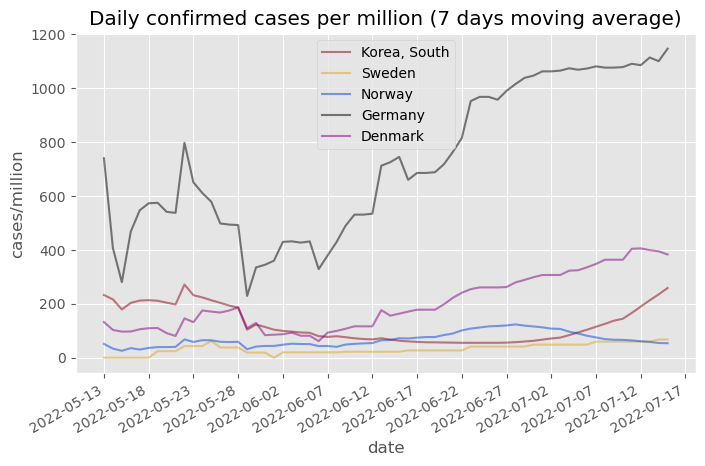 Daily confirmed cases per million (7 days moving average)
Korea, South
Sweden
Norway
Germany
Denmark
1200
1000
800
600
400
200
0
cases/million
2022-05-13
2022-05-18
2022-05-23
2022-05-28
2022-06-02
2022-06-07
2022-06-12
2022-06-17
2022-06-22
2022-06-27
2022-07-02
2022-07-07
2022-07-12
2022-07-17
date